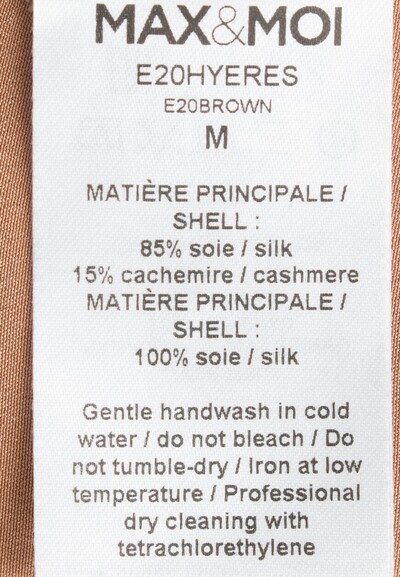 MAX&MOI
E20HYERES
E20BROWN
M
MATIÈRE PRINCIPALE /
SHELL :
85% soie / silk
15% cachemire / cashmere
MATIÈRE PRINCIPALE /
SHELL :
100% soie / silk
Gentle handwash in cold
water / do not bleach / Do
not tumble-dry / Iron at low
temperature / Professional
dry cleaning with
tetrachlorethylene